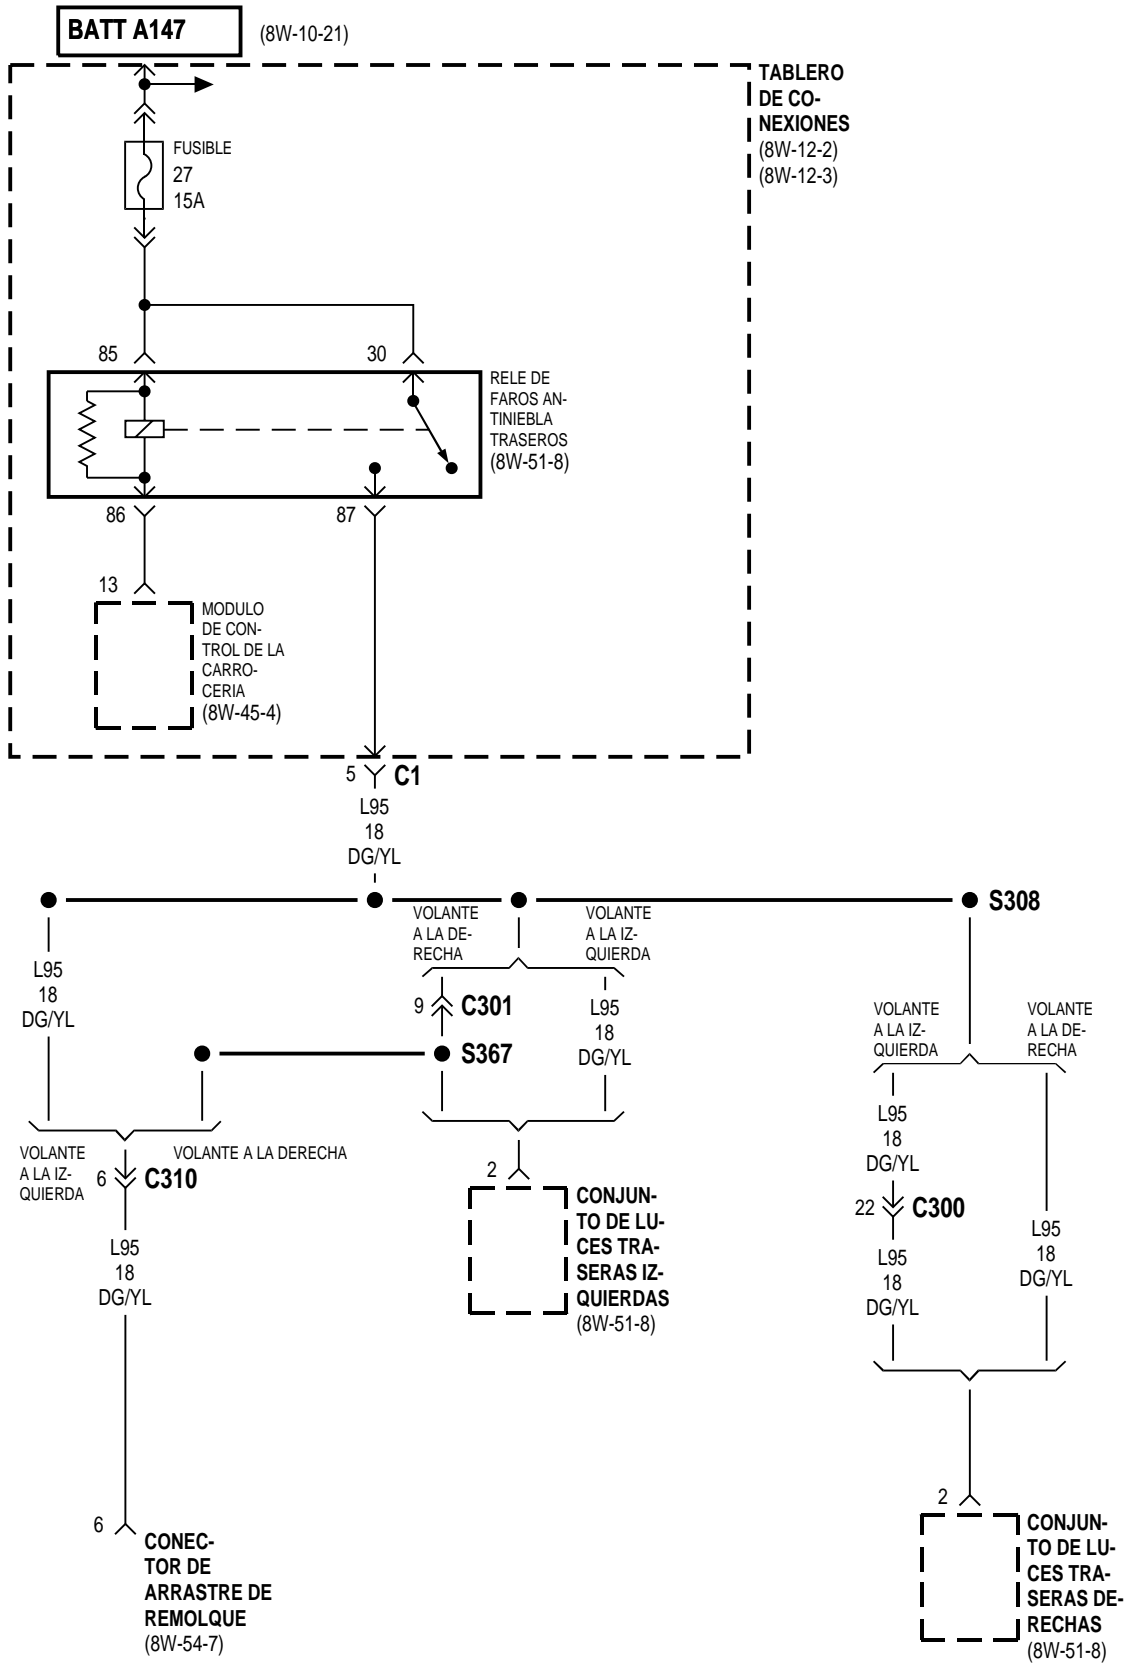 BATT A147
(8W-10-21)
TABLERO
DE CO-
NEXIONES
(8W-12-2)
(8W-12-3)
FUSIBLE
27
15A
85
30
RELE DE
FAROS AN-
TINIEBLA
TRASEROS
(8W-51-8)
86
87
13
MODULO
DE CON-
TROL DE LA
CARRO-
CERIA
(8W-45-4)
5
C1
L95
18
DG/YL
S308
VOLANTE
A LA DE-
RECHA
VOLANTE
A LA IZ-
QUIERDA
L95
18
DG/YL
9
C301
L95
18
DG/YL
S367
VOLANTE
A LA IZ-
QUIERDA
VOLANTE
A LA DE-
RECHA
VOLANTE
A LA IZ-
QUIERDA
VOLANTE A LA DERECHA
6
C310
L95
18
DG/YL
2
CONJUN-
TO DE LU-
CES TRA-
SERAS IZ-
QUIERDAS
(8W-51-8)
L95
18
DG/YL
22
C300
L95
18
DG/YL
L95
18
DG/YL
6
CONEC-
TOR DE
ARRASTRE DE
REMOLQUE
(8W-54-7)
2
CONJUN-
TO DE LU-
CES TRA-
SERAS DE-
RECHAS
(8W-51-8)